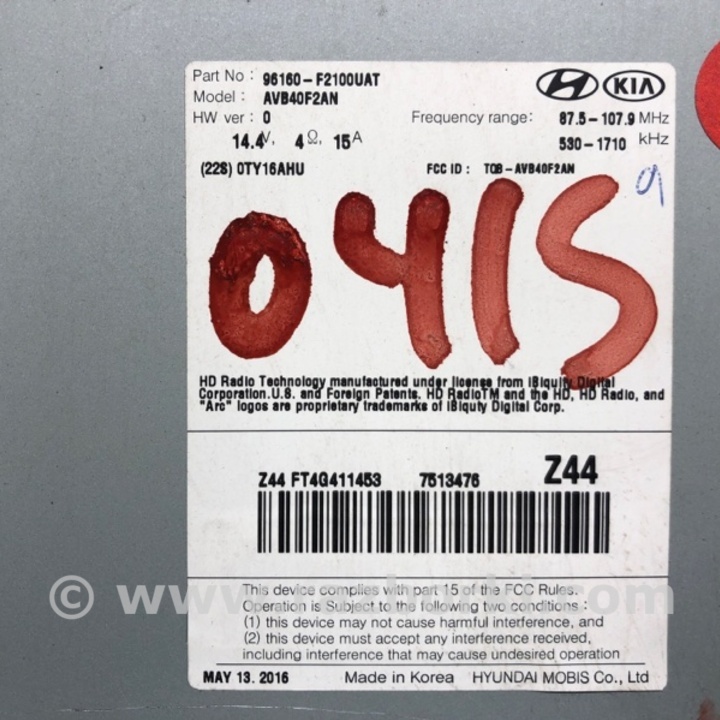 Part No : 96160-F2100UAT
Model : AVB40F2AN
HW ver : 0
14.4V, 4Ω, 15A
(22S) 0TY16AHU
KIA
Frequency range: 87.5-107.9 MHz
530-1710 kHz
FCC ID : TQ8-AVB40F2AN
0415
HD Radio Technology manufactured under license from iBiquity Digital
Corporation.U.S. and Foreign Patents. HD RadioTM and the HD, HD Radio, and
"Arc" logos are proprietary trademarks of iBiquty Digital Corp.
Z44 FT4G411453 7513476 Z44
This device complies with part 15 of the FCC Rules.
Operation is Subject to the following two conditions :
(1) this device may not cause harmful interference, and
(2) this device must accept any interference received,
including interference that may cause undesired operation
MAY 13. 2016 Made in Korea HYUNDAI MOBIS Co., Ltd